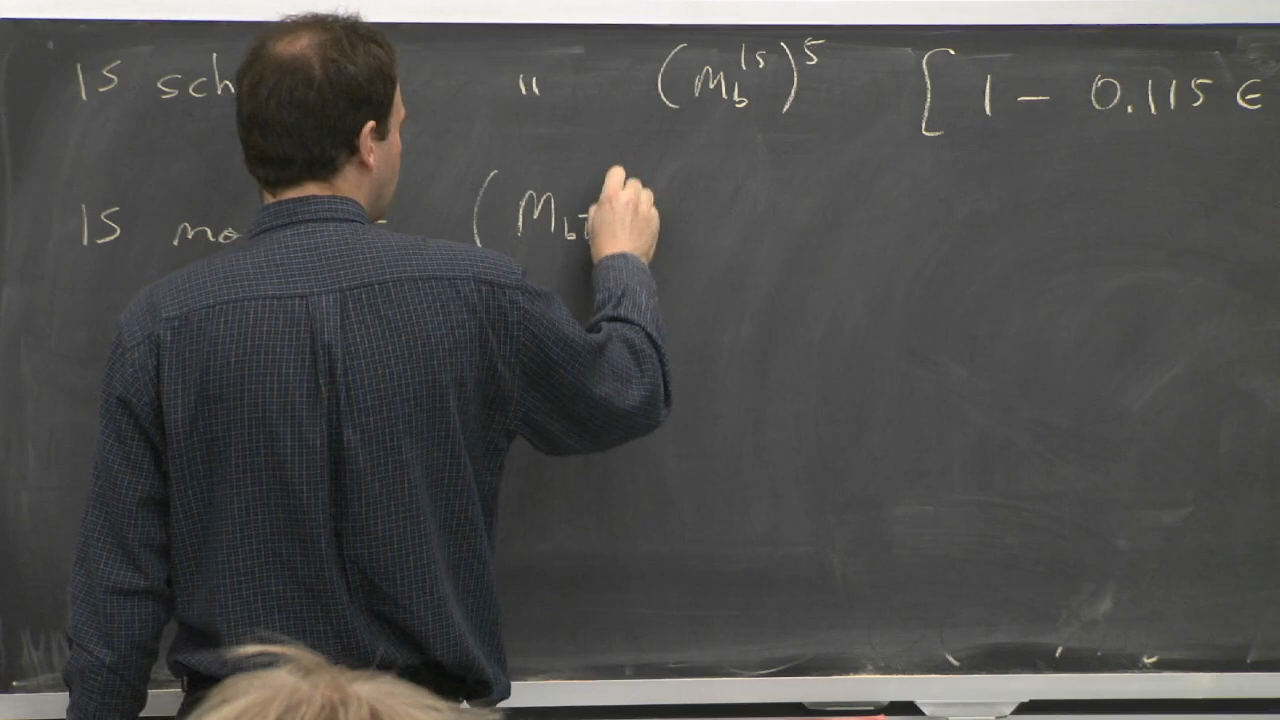 1S sch " (m_b^{1S})^5 [ 1 - 0.115 ϵ
1S mo ( m_b